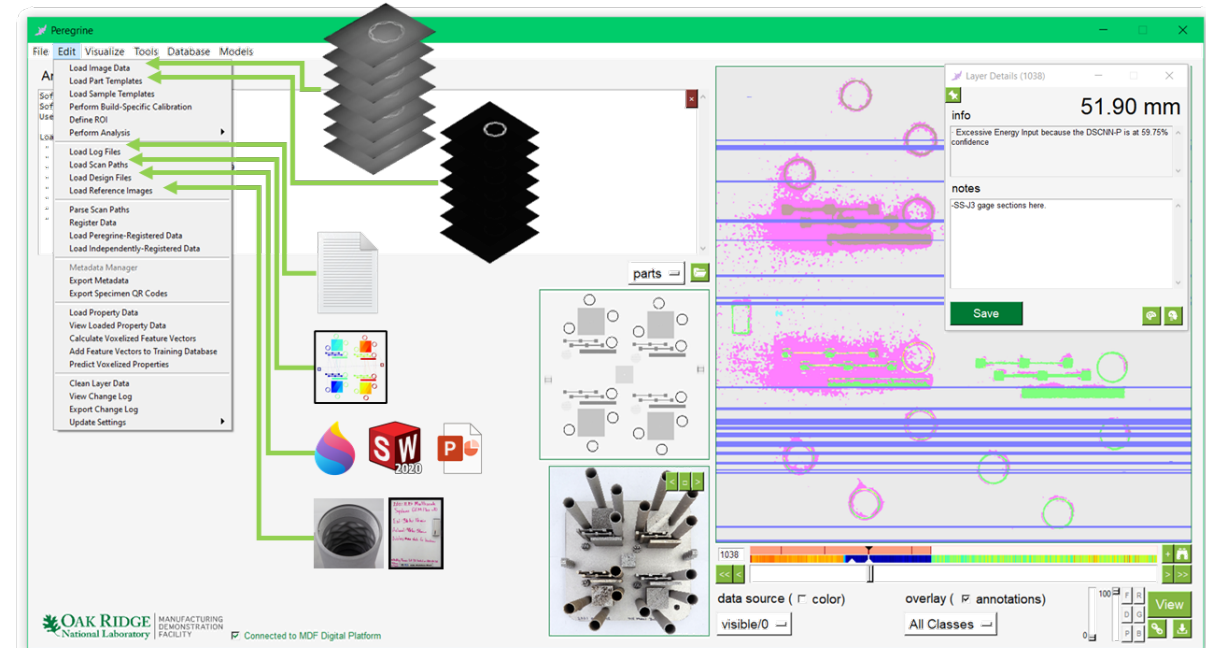 Peregrine
File Edit Visualize Tools Database Models
Load Image Data
Load Part Templates
Load Sample Templates
Perform Build-Specific Calibration
Define ROI
Perform Analysis
Load Log Files
Load Scan Paths
Load Design Files
Load Reference Images
Parse Scan Paths
Register Data
Load Peregrine-Registered Data
Load Independently-Registered Data
Metadata Manager
Export Metadata
Export Specimen QR Codes
Load Property Data
View Loaded Property Data
Calculate Voxelized Feature Vectors
Add Feature Vectors to Training Database
Predict Voxelized Properties
Clean Layer Data
View Change Log
Export Change Log
Update Settings
parts
SW
2020
P
< = >
Layer Details (1038)
info
51.90 mm
- Excessive Energy Input because the DSCNN-P is at 59.75%
confidence
notes
-SS-J3 gage sections here.
Save
1038
+
<< <
> >>
data source ( color)
overlay ( annotations)
visible/0
All Classes
100
0
F R
D G
P B
View
OAK RIDGE
National Laboratory
MANUFACTURING
DEMONSTRATION
FACILITY
Connected to MDF Digital Platform